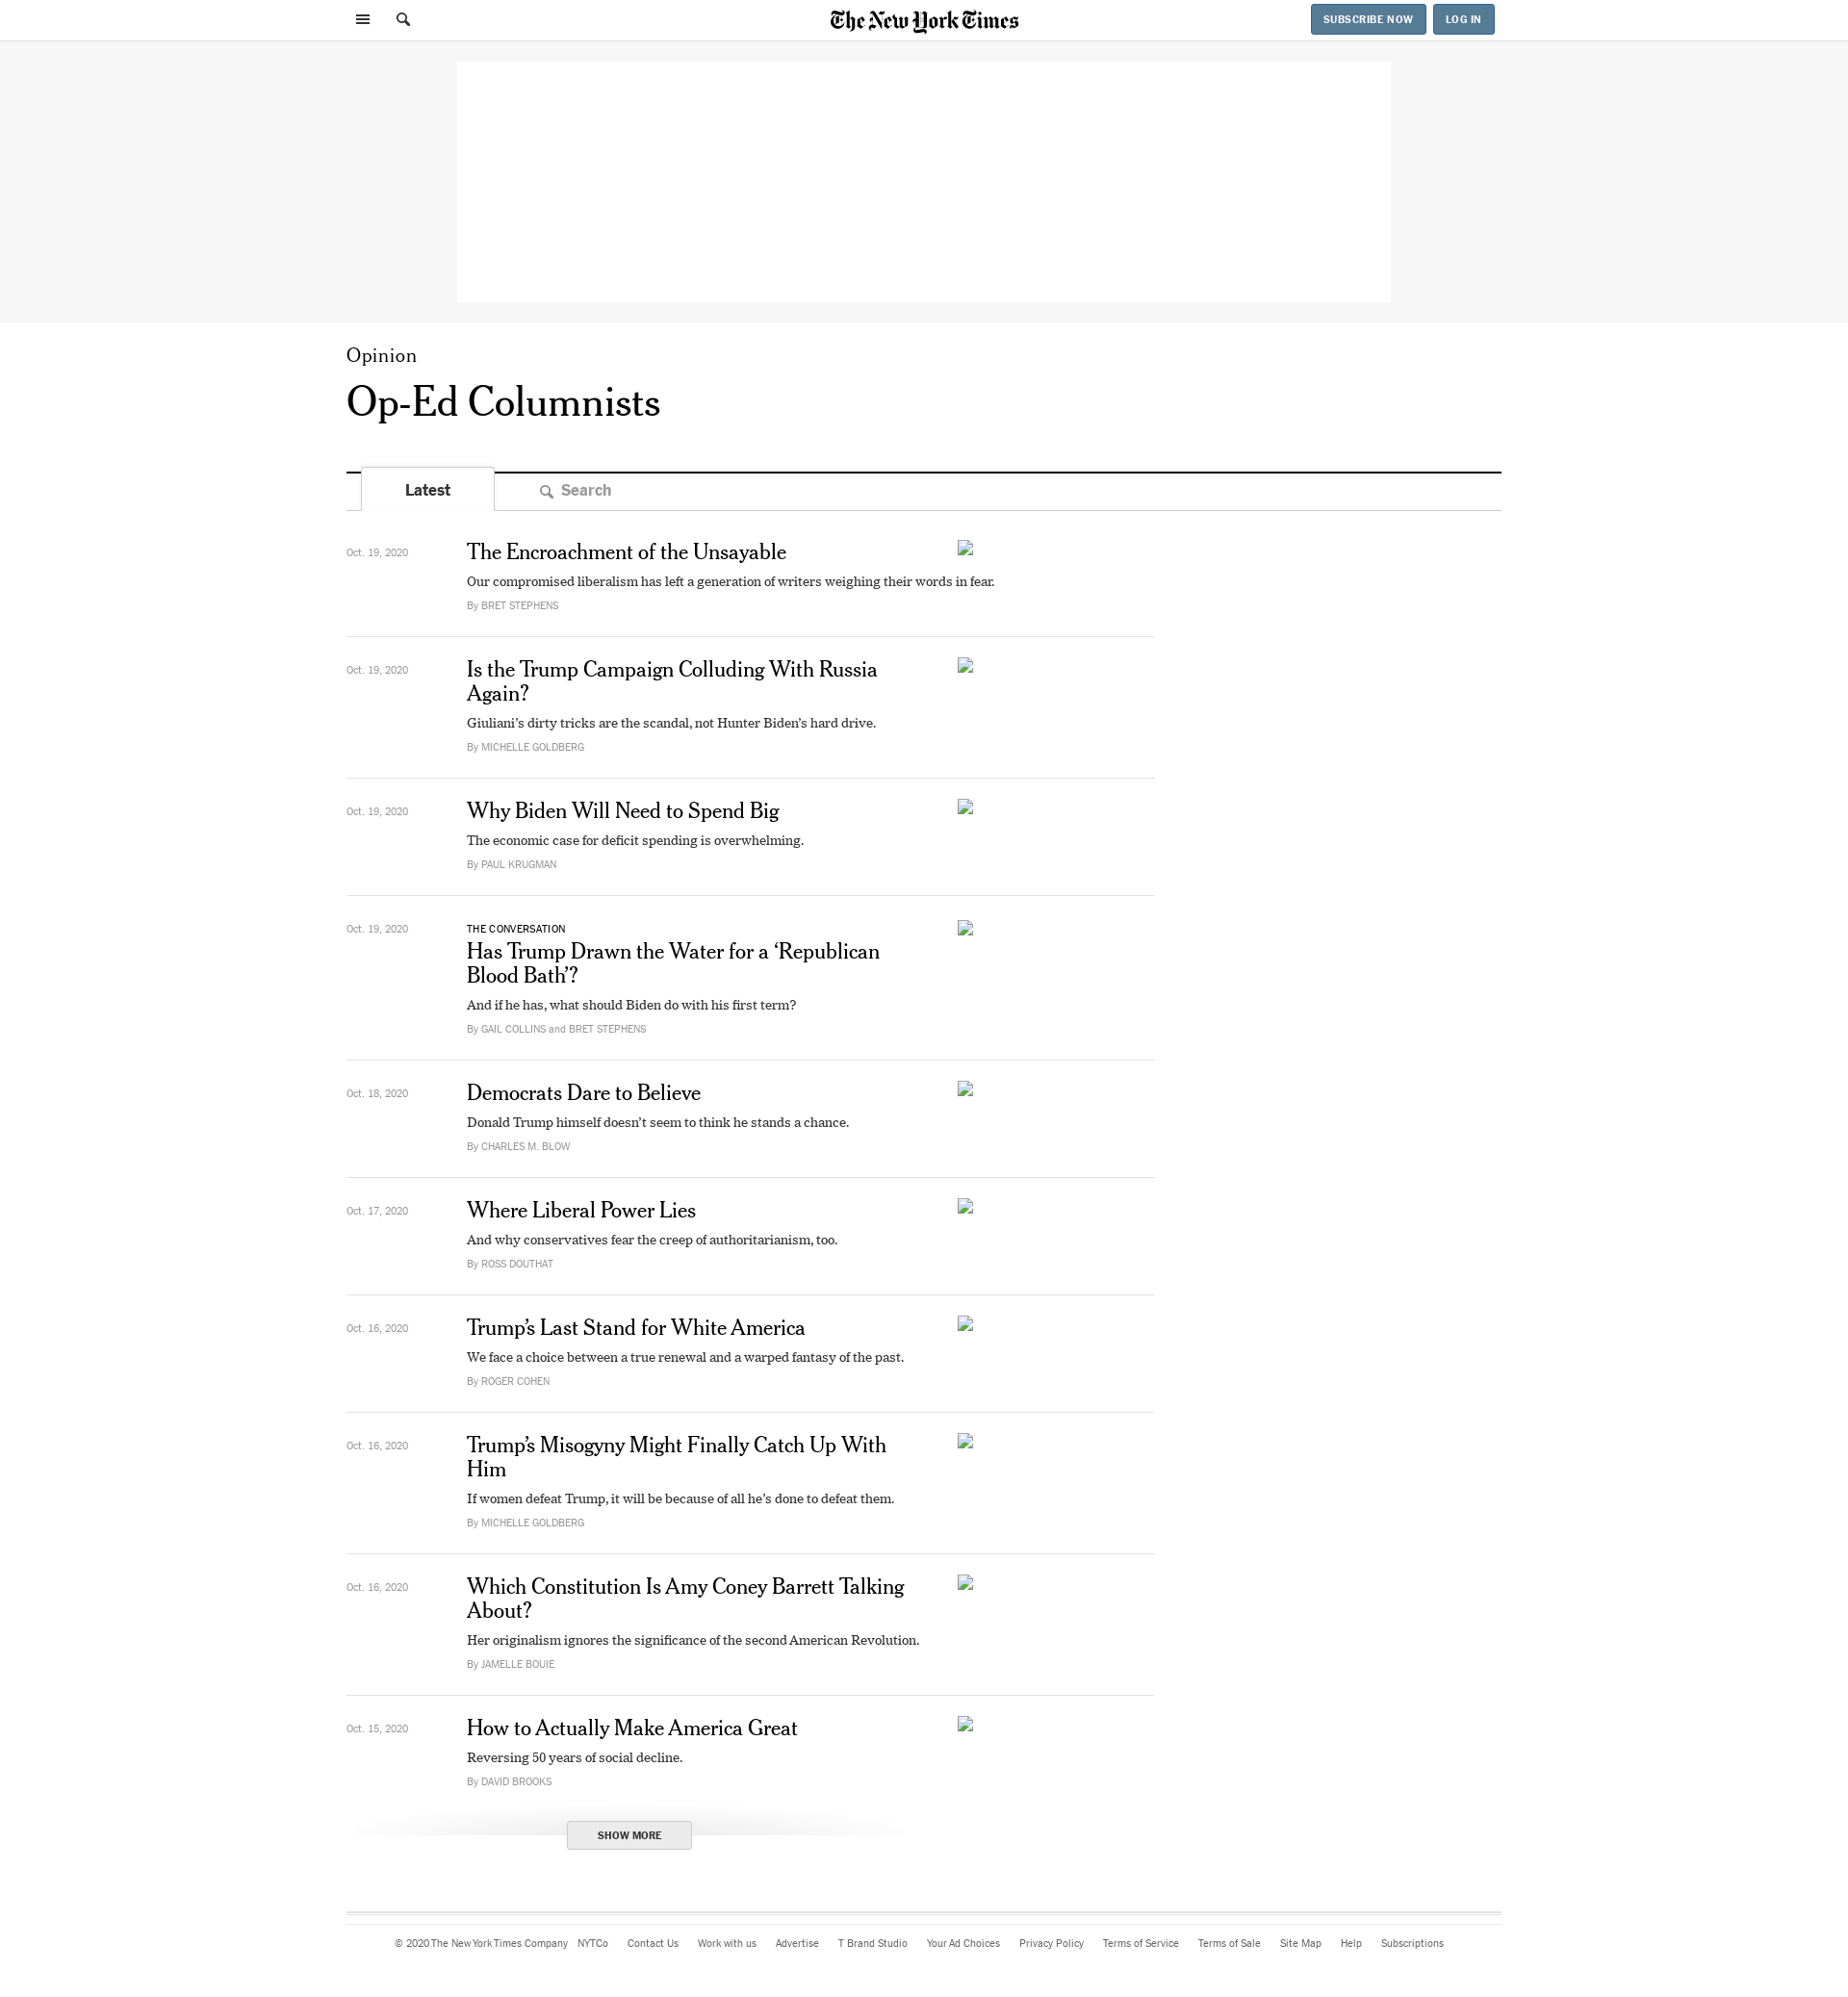 The New York Times
SUBSCRIBE NOW
LOG IN
Opinion
Op-Ed Columnists
Latest
Search
Oct. 19, 2020
The Encroachment of the Unsayable
Our compromised liberalism has left a generation of writers weighing their words in fear.
By BRET STEPHENS
Oct. 19, 2020
Is the Trump Campaign Colluding With Russia
Again?
Giuliani’s dirty tricks are the scandal, not Hunter Biden’s hard drive.
By MICHELLE GOLDBERG
Oct. 19, 2020
Why Biden Will Need to Spend Big
The economic case for deficit spending is overwhelming.
By PAUL KRUGMAN
Oct. 19, 2020
THE CONVERSATION
Has Trump Drawn the Water for a ‘Republican
Blood Bath’?
And if he has, what should Biden do with his first term?
By GAIL COLLINS and BRET STEPHENS
Oct. 18, 2020
Democrats Dare to Believe
Donald Trump himself doesn’t seem to think he stands a chance.
By CHARLES M. BLOW
Oct. 17, 2020
Where Liberal Power Lies
And why conservatives fear the creep of authoritarianism, too.
By ROSS DOUTHAT
Oct. 16, 2020
Trump’s Last Stand for White America
We face a choice between a true renewal and a warped fantasy of the past.
By ROGER COHEN
Oct. 16, 2020
Trump’s Misogyny Might Finally Catch Up With
Him
If women defeat Trump, it will be because of all he’s done to defeat them.
By MICHELLE GOLDBERG
Oct. 16, 2020
Which Constitution Is Amy Coney Barrett Talking
About?
Her originalism ignores the significance of the second American Revolution.
By JAMELLE BOUIE
Oct. 15, 2020
How to Actually Make America Great
Reversing 50 years of social decline.
By DAVID BROOKS
SHOW MORE
© 2020 The New York Times Company NYTCo Contact Us Work with us Advertise T Brand Studio Your Ad Choices Privacy Policy Terms of Service Terms of Sale Site Map Help Subscriptions